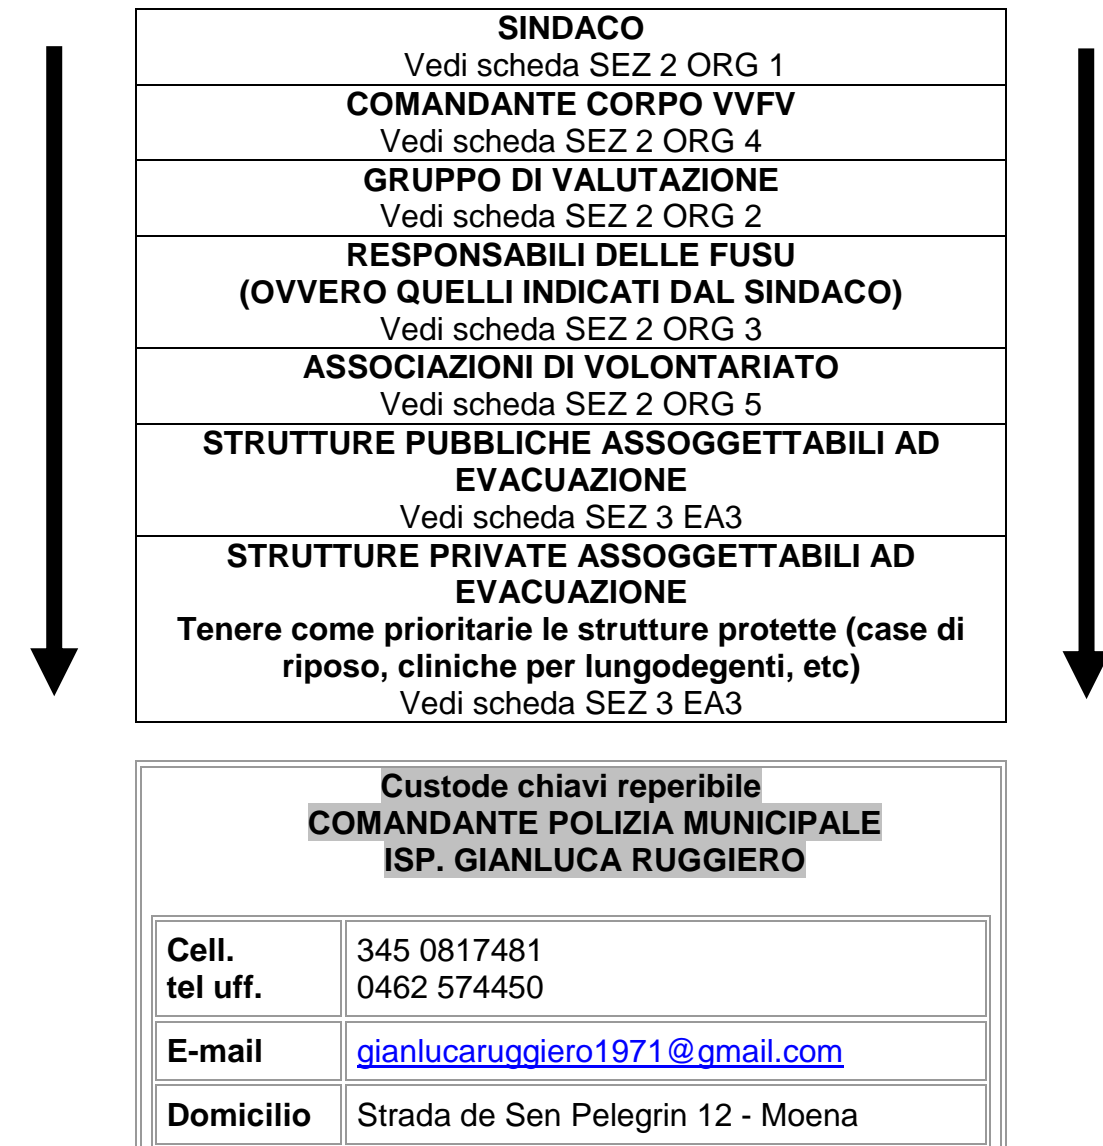 SINDACO
Vedi scheda SEZ 2 ORG 1
COMANDANTE CORPO VVFV
Vedi scheda SEZ 2 ORG 4
GRUPPO DI VALUTAZIONE
Vedi scheda SEZ 2 ORG 2
RESPONSABILI DELLE FUSU
(OVVERO QUELLI INDICATI DAL SINDACO)
Vedi scheda SEZ 2 ORG 3
ASSOCIAZIONI DI VOLONTARIATO
Vedi scheda SEZ 2 ORG 5
STRUTTURE PUBBLICHE ASSOGGETTABILI AD
EVACUAZIONE
Vedi scheda SEZ 3 EA3
STRUTTURE PRIVATE ASSOGGETTABILI AD
EVACUAZIONE
Tenere come prioritarie le strutture protette (case di
riposo, cliniche per lungodegenti, etc)
Vedi scheda SEZ 3 EA3
Custode chiavi reperibile
COMANDANTE POLIZIA MUNICIPALE
ISP. GIANLUCA RUGGIERO
Cell. 345 0817481
tel uff. 0462 574450
E-mail gianlucaruggiero1971@gmail.com
Domicilio Strada de Sen Pelegrin 12 - Moena